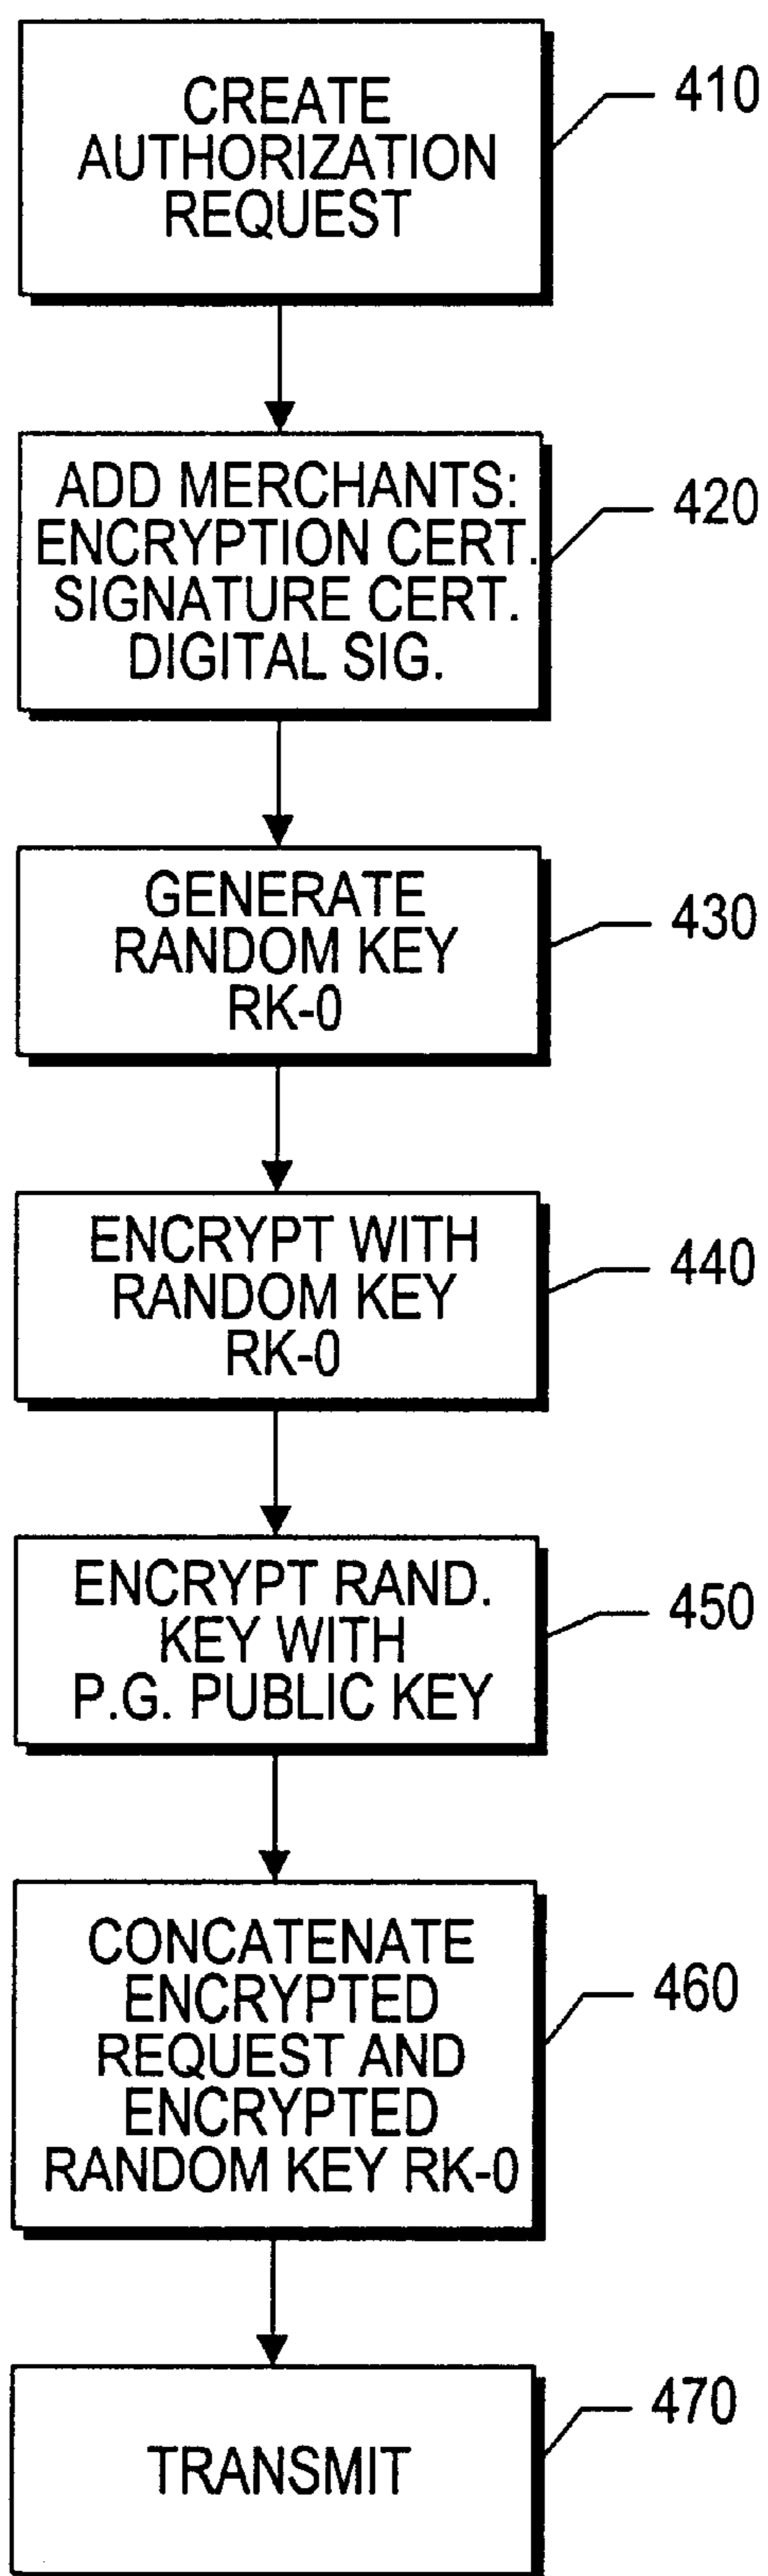 CREATE
AUTHORIZATION
REQUEST
410
ADD MERCHANTS:
ENCRYPTION CERT.
SIGNATURE CERT.
DIGITAL SIG.
420
GENERATE
RANDOM KEY
RK-0
430
ENCRYPT WITH
RANDOM KEY
RK-0
440
ENCRYPT RAND.
KEY WITH
P.G. PUBLIC KEY
450
CONCATENATE
ENCRYPTED
REQUEST AND
ENCRYPTED
RANDOM KEY RK-0
460
TRANSMIT
470